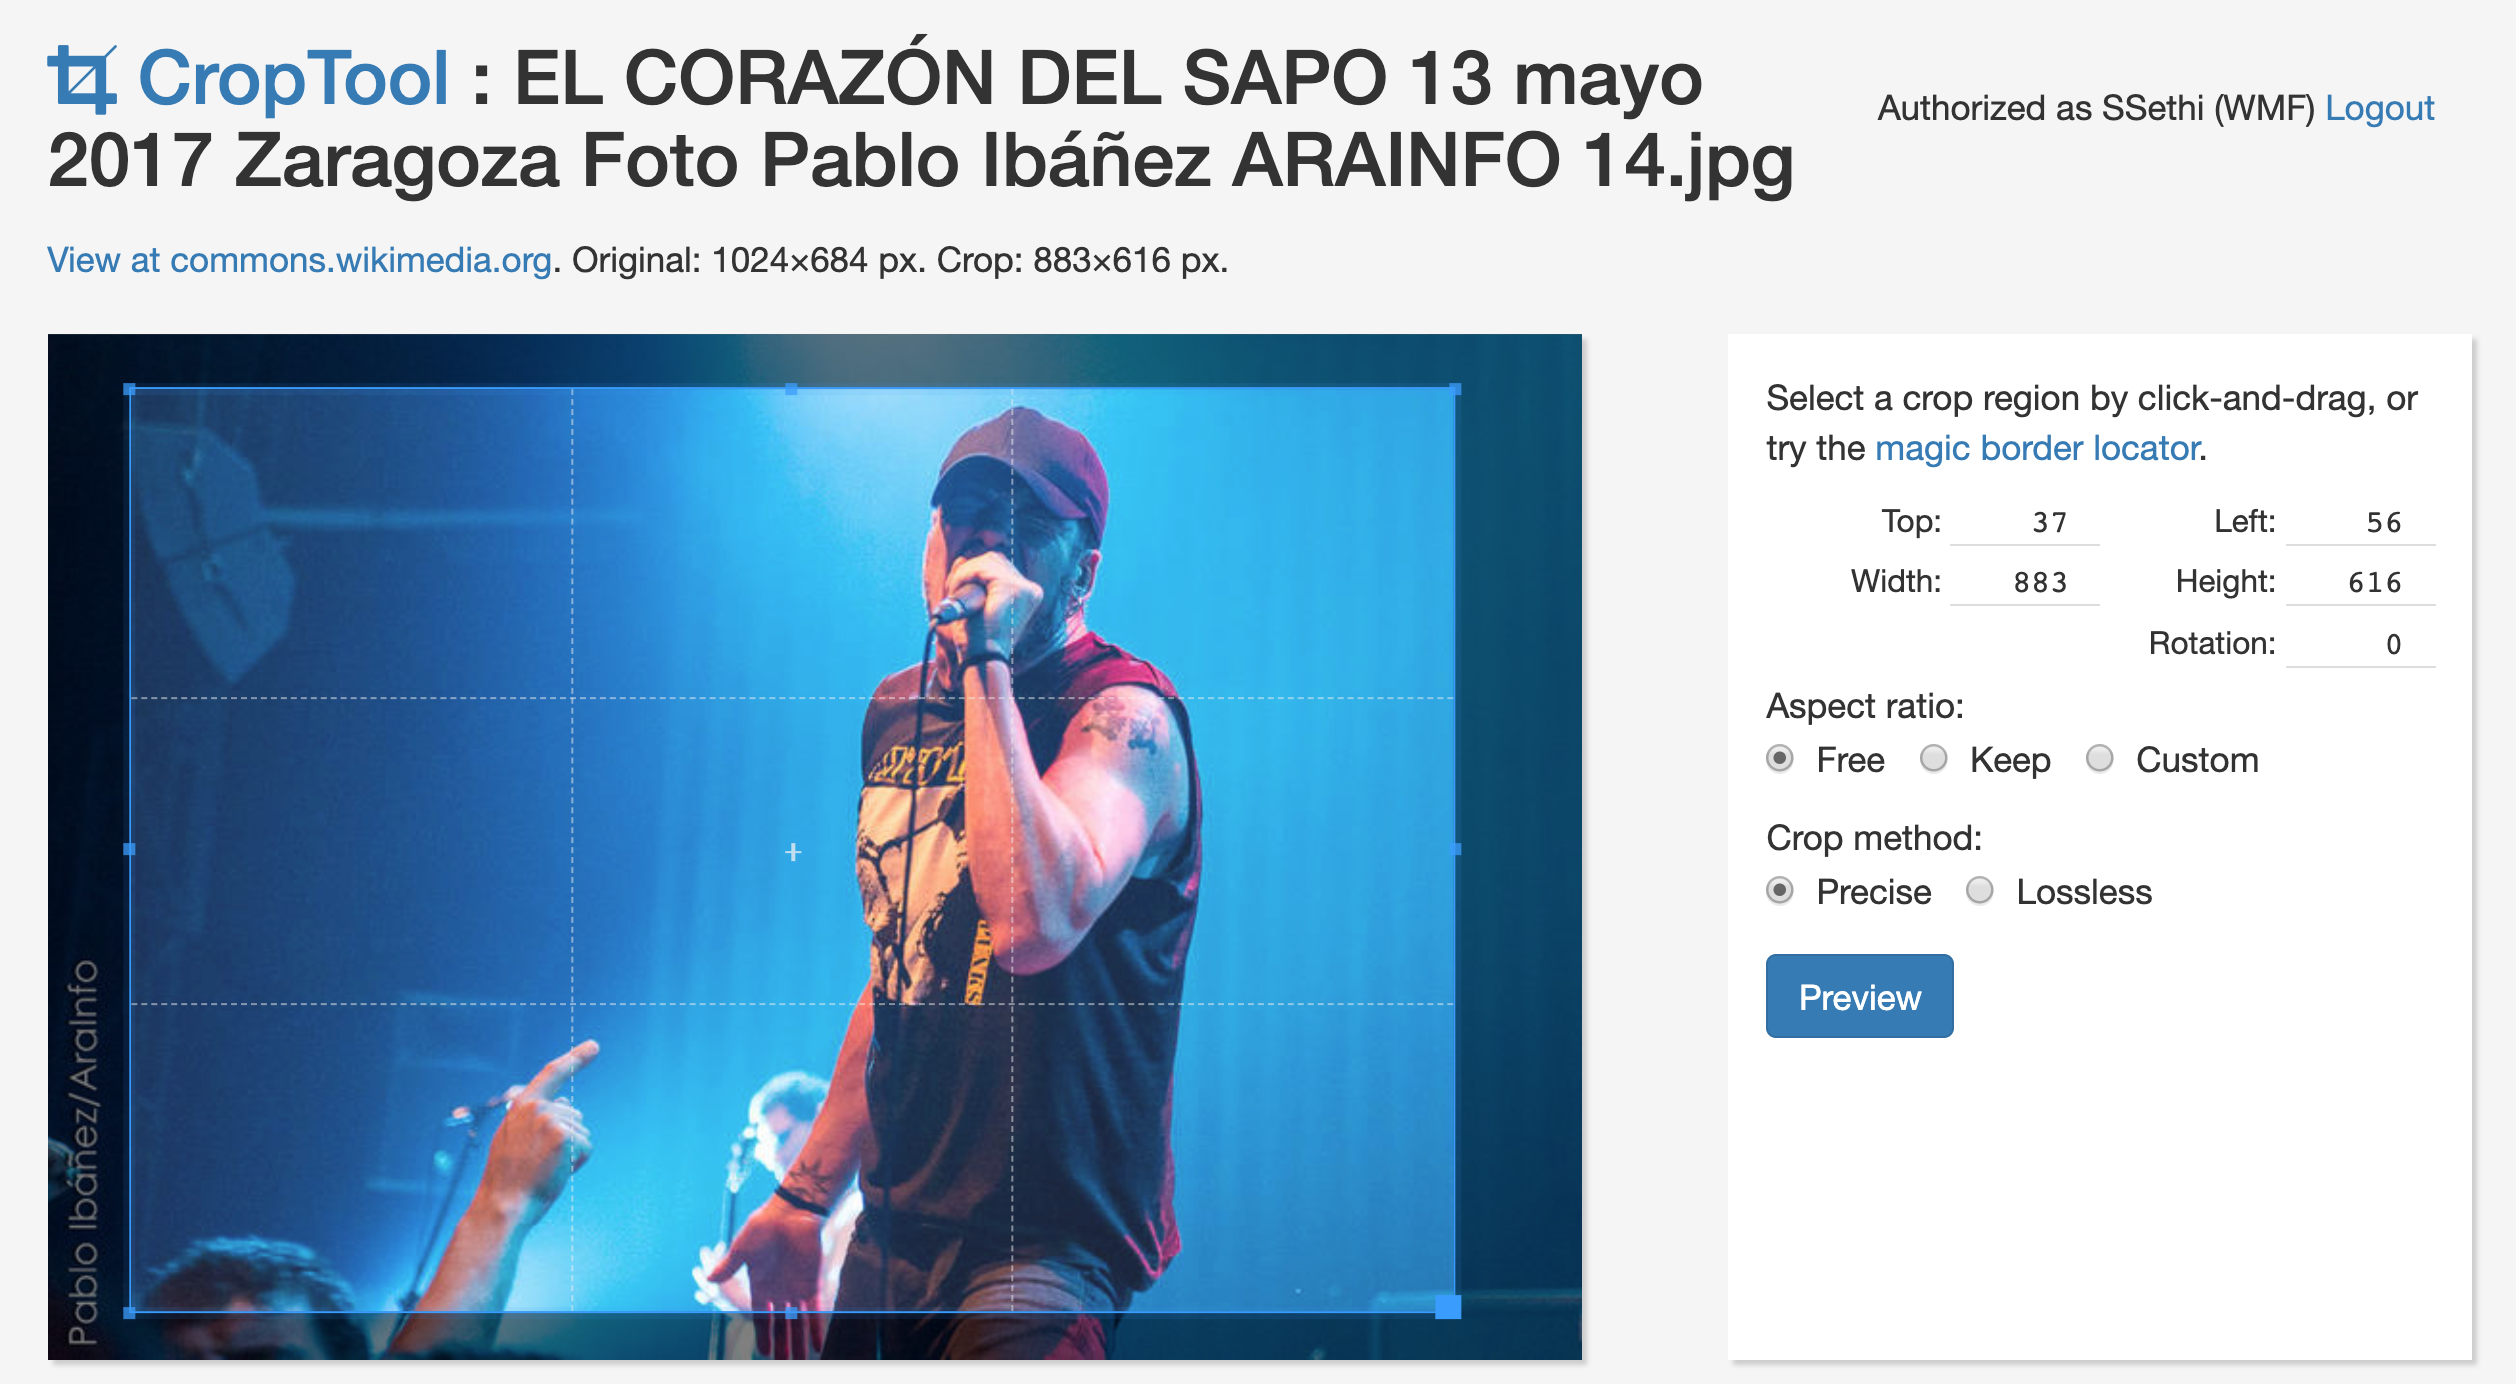 CropTool : EL CORAZÓN DEL SAPO 13 mayo
2017 Zaragoza Foto Pablo Ibáñez ARAINFO 14.jpg
Authorized as SSethi (WMF) Logout
View at commons.wikimedia.org. Original: 1024×684 px. Crop: 883×616 px.
Pablo Ibáñez/AraInfo
Select a crop region by click-and-drag, or
try the magic border locator.
Top: 37 Left: 56
Width: 883 Height: 616
Rotation: 0
Aspect ratio:
Free Keep Custom
Crop method:
Precise Lossless
Preview